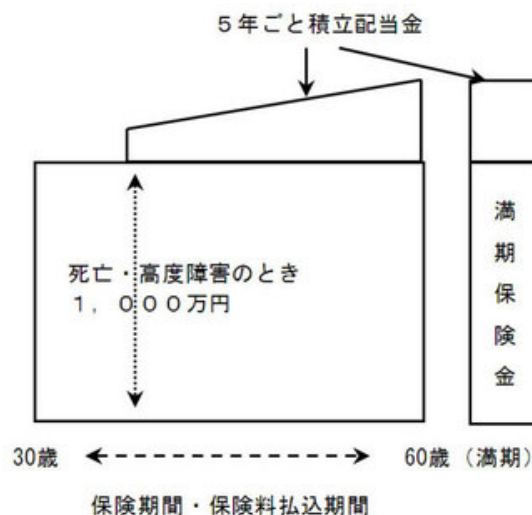 5年ごと積立配当金
死亡・高度障害のとき
1,000万円
満期保険金
30歳
60歳(満期)
保険期間・保険料払込期間